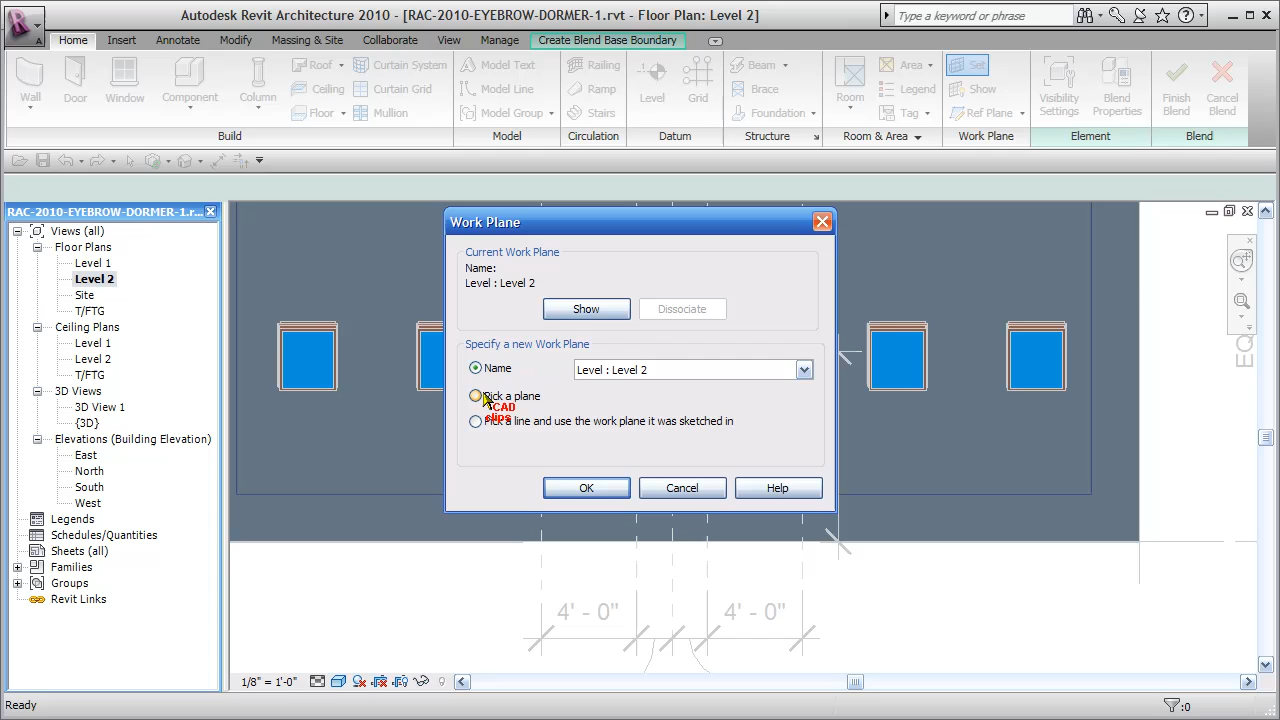 Autodesk Revit Architecture 2010 - [RAC-2010-EYEBROW-DORMER-1.rvt - Floor Plan: Level 2]
Type a keyword or phrase
Home Insert Annotate Modify Massing & Site Collaborate View Manage Create Blend Base Boundary
Wall Door Window Component Column
Roof Curtain System
Ceiling Curtain Grid
Floor Mullion
Build
Model Text
Model Line
Model Group
Model
Railing
Ramp
Stairs
Circulation
Level Grid
Datum
Beam
Brace
Foundation
Structure
Room
Area
Legend
Tag
Room & Area
Set
Show
Ref Plane
Work Plane
Visibility Settings
Blend Properties
Element
Finish Blend
Cancel Blend
Blend
RAC-2010-EYEBROW-DORMER-1.r...
Views (all)
Floor Plans
Level 1
Level 2
Site
T/FTG
Ceiling Plans
Level 1
Level 2
T/FTG
3D Views
3D View 1
{3D}
Elevations (Building Elevation)
East
North
South
West
Legends
Schedules/Quantities
Sheets (all)
Families
Groups
Revit Links
Work Plane
Current Work Plane
Name:
Level : Level 2
Show Dissociate
Specify a new Work Plane
Name Level : Level 2
Pick a plane
CAD
clips
Pick a line and use the work plane it was sketched in
OK Cancel Help
EQ
4' - 0" 4' - 0"
1/8" = 1'-0"
Ready
:0